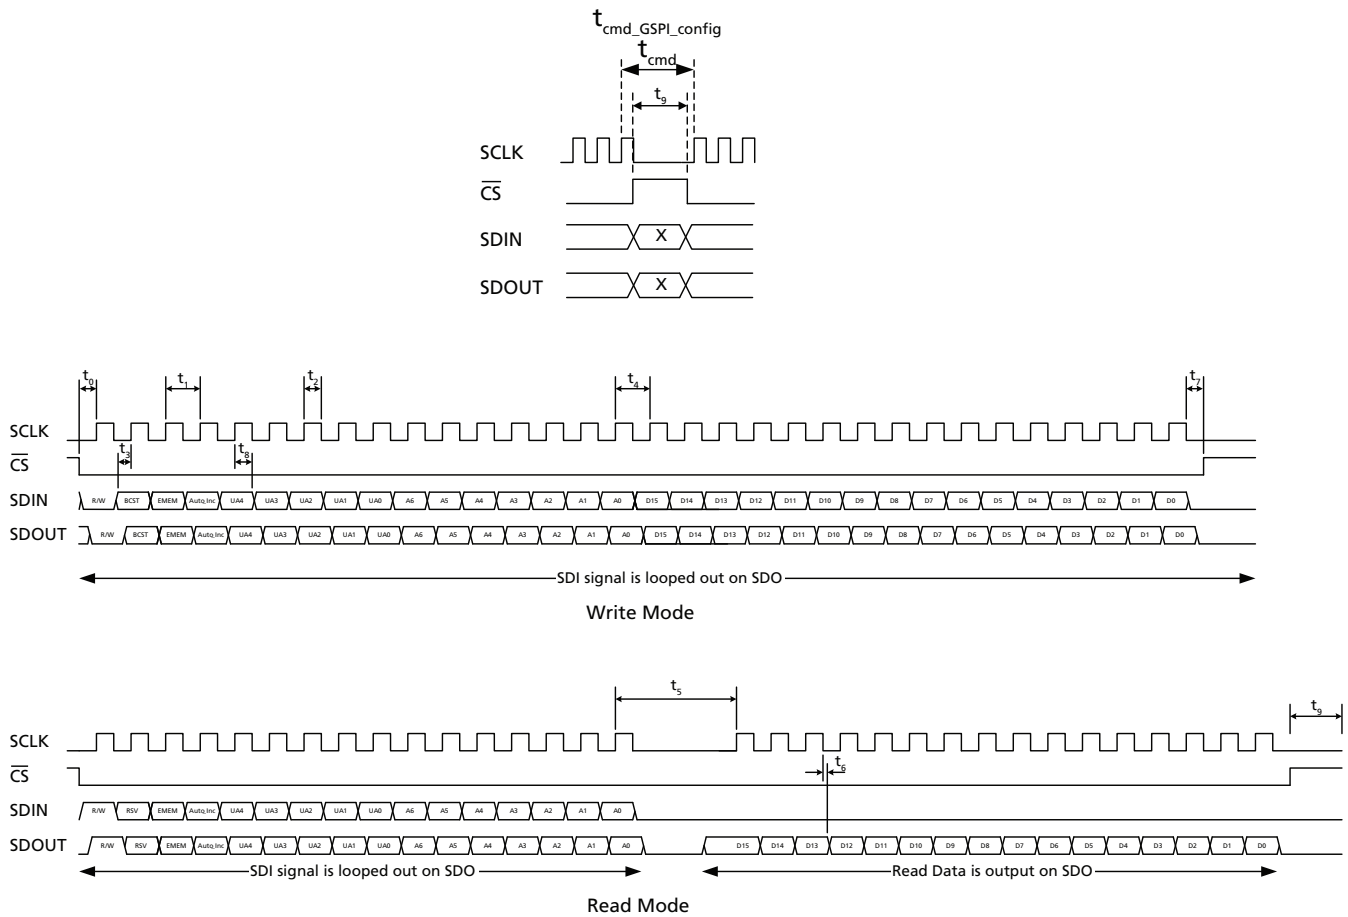 tcmd_GSPI_config
tcmd
t9
SCLK
CS
SDIN X
SDOUT X
t0 t1 t2 t4 t7
SCLK
t3 t8
CS
SDIN R/W BCST EMEM Auto_Inc UA4 UA3 UA2 UA1 UA0 A6 A5 A4 A3 A2 A1 A0 D15 D14 D13 D12 D11 D10 D9 D8 D7 D6 D5 D4 D3 D2 D1 D0
SDOUT R/W BCST EMEM Auto_Inc UA4 UA3 UA2 UA1 UA0 A6 A5 A4 A3 A2 A1 A0 D15 D14 D13 D12 D11 D10 D9 D8 D7 D6 D5 D4 D3 D2 D1 D0
SDI signal is looped out on SDO
Write Mode
t5
t9
SCLK
t6
CS
SDIN R/W RSV EMEM Auto_Inc UA4 UA3 UA2 UA1 UA0 A6 A5 A4 A3 A2 A1 A0
SDOUT R/W RSV EMEM Auto_Inc UA4 UA3 UA2 UA1 UA0 A6 A5 A4 A3 A2 A1 A0 D15 D14 D13 D12 D11 D10 D9 D8 D7 D6 D5 D4 D3 D2 D1 D0
SDI signal is looped out on SDO Read Data is output on SDO
Read Mode